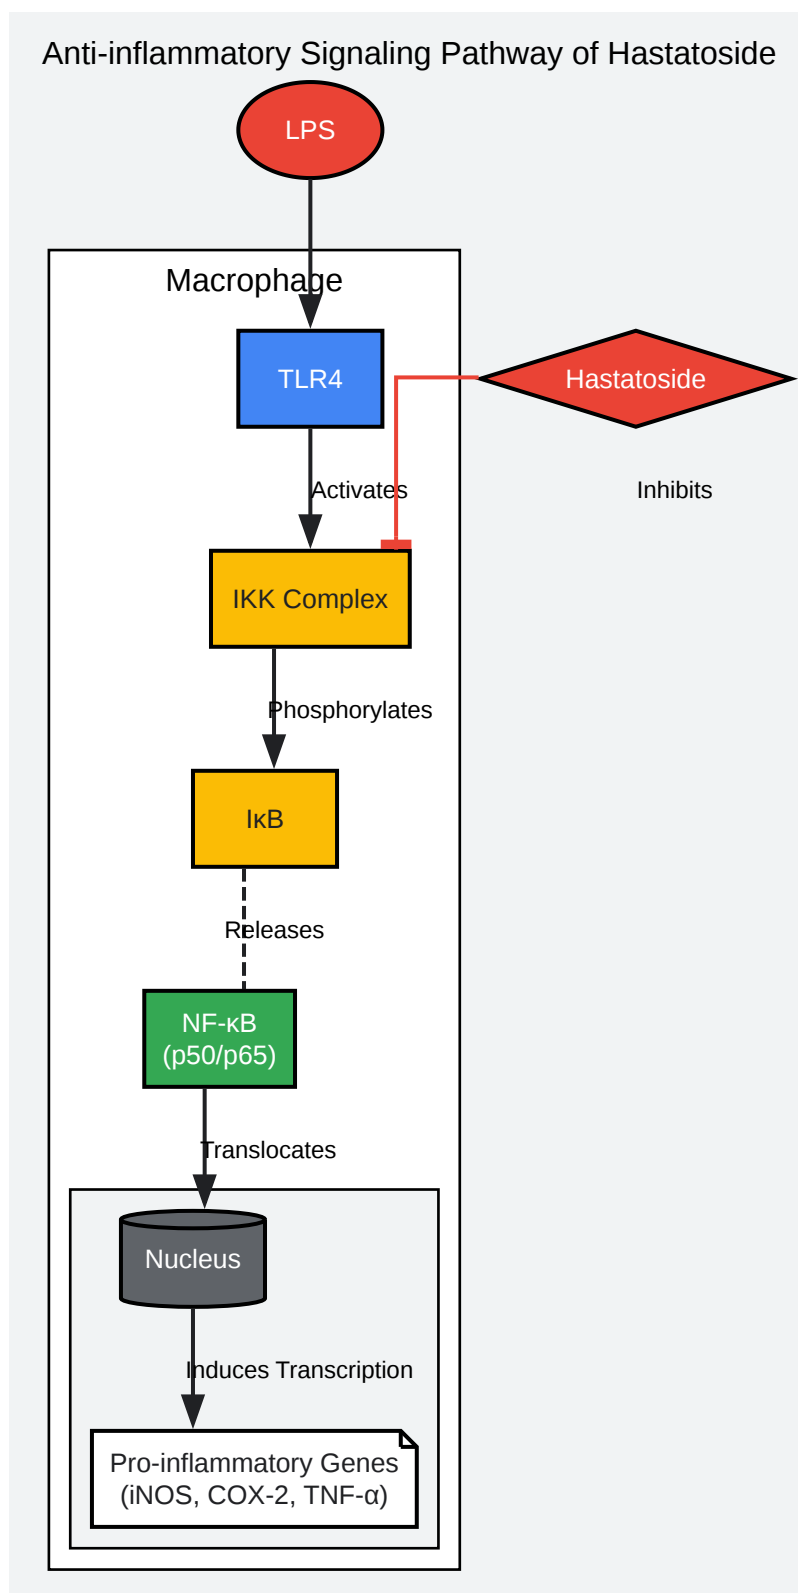 Anti-inflammatory Signaling Pathway of Hastatoside
LPS
Macrophage
TLR4
Hastatoside
Activates
Inhibits
IKK Complex
Phosphorylates
IκB
Releases
NF-κB
(p50/p65)
Translocates
Nucleus
Induces Transcription
Pro-inflammatory Genes
(iNOS, COX-2, TNF-α)